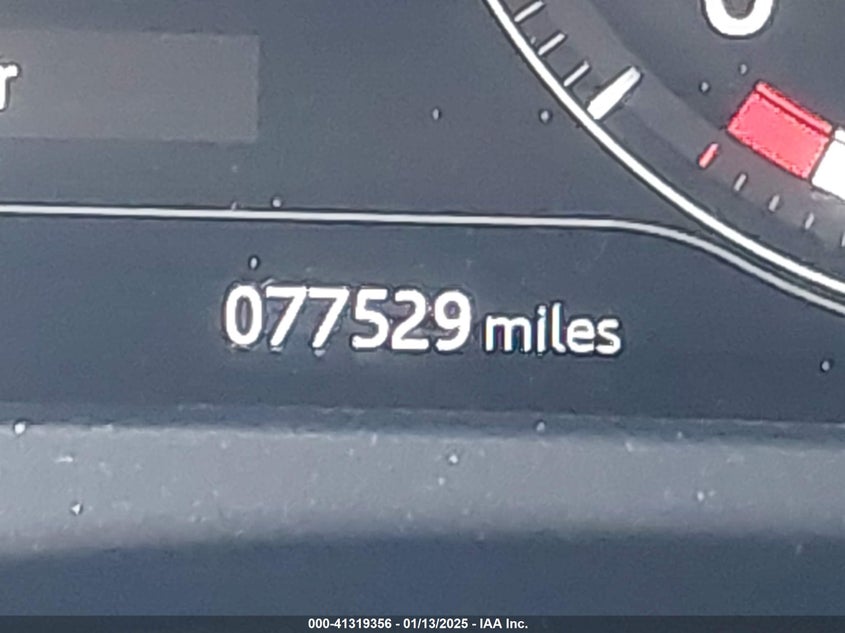 r
077529 miles
000-41319356 - 01/13/2025 - IAA Inc.